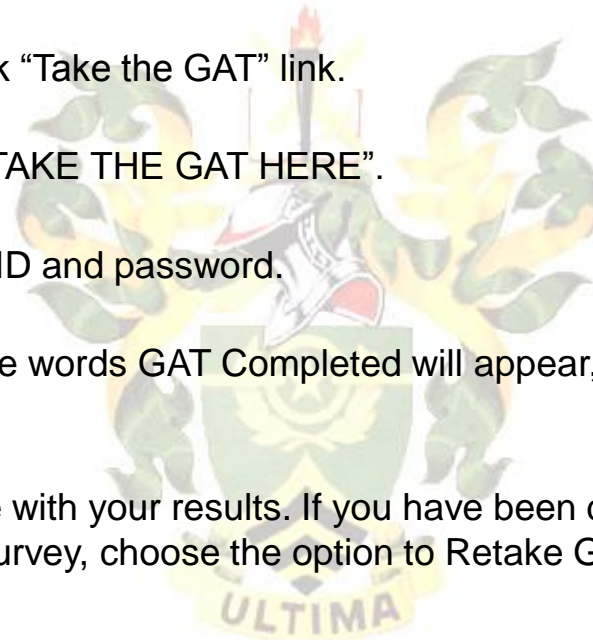 k “Take the GAT” link.
TAKE THE GAT HERE”.
ID and password.
e words GAT Completed will appear,
e with your results. If you have been
urvey, choose the option to Retake G
ULTIMA